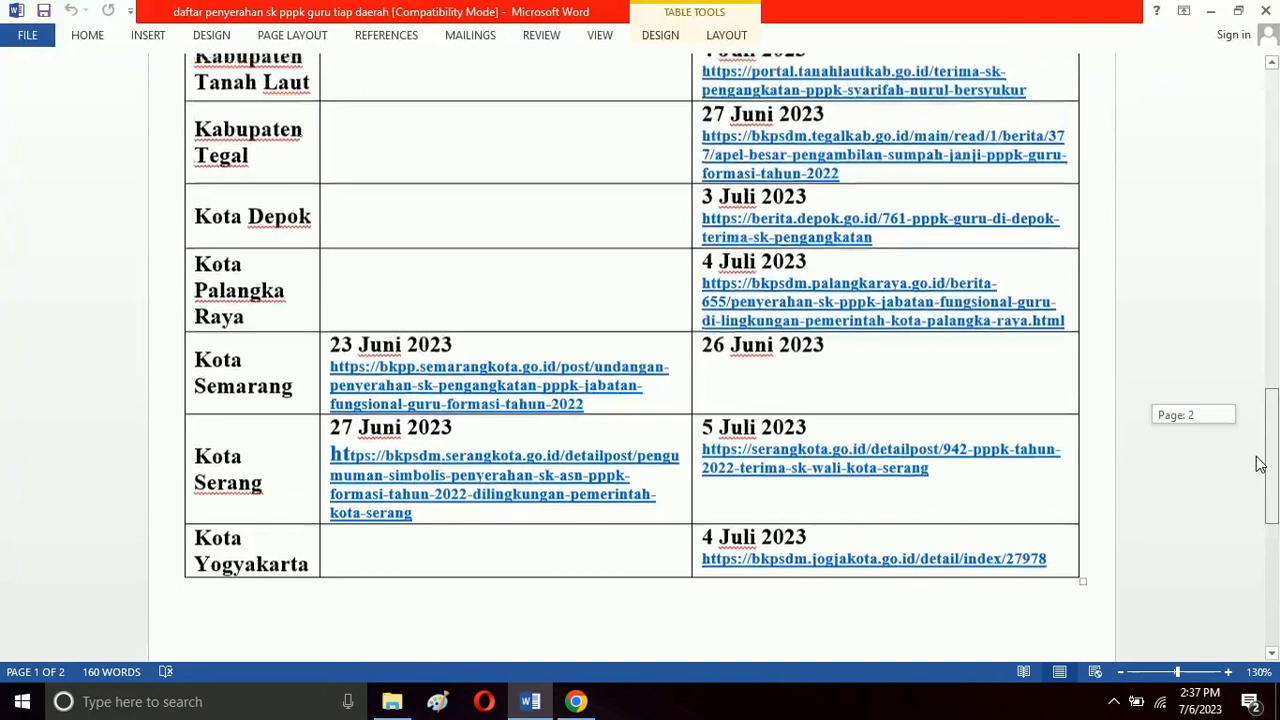 daftar penyerahan sk pppk guru tiap daerah [Compatibility Mode] - Microsoft Word
TABLE TOOLS
?
FILE
HOME
INSERT
DESIGN
PAGE LAYOUT
REFERENCES
MAILINGS
REVIEW
VIEW
DESIGN
LAYOUT
Sign in
Kabupaten
Tanah Laut
4 Juli 2023
https://portal.tanahlautkab.go.id/terima-sk-
pengangkatan-pppk-syarifah-nurul-bersyukur
Kabupaten
Tegal
27 Juni 2023
https://bkpsdm.tegalkab.go.id/main/read/1/berita/37
7/apel-besar-pengambilan-sumpah-janji-pppk-guru-
formasi-tahun-2022
Kota Depok
3 Juli 2023
https://berita.depok.go.id/761-pppk-guru-di-depok-
terima-sk-pengangkatan
Kota
Palangka
Raya
4 Juli 2023
https://bkpsdm.palangkaraya.go.id/berita-
655/penyerahan-sk-pppk-jabatan-fungsional-guru-
di-lingkungan-pemerintah-kota-palangka-raya.html
Kota
Semarang
23 Juni 2023
https://bkpp.semarangkota.go.id/post/undangan-
penyerahan-sk-pengangkatan-pppk-jabatan-
fungsional-guru-formasi-tahun-2022
26 Juni 2023
Kota
Serang
27 Juni 2023
https://bkpsdm.serangkota.go.id/detailpost/pengu
muman-simbolis-penyerahan-sk-asn-pppk-
formasi-tahun-2022-dilingkungan-pemerintah-
kota-serang
5 Juli 2023
https://serangkota.go.id/detailpost/942-pppk-tahun-
2022-terima-sk-wali-kota-serang
Kota
Yogyakarta
4 Juli 2023
https://bkpsdm.jogjakota.go.id/detail/index/27978
Page: 2
PAGE 1 OF 2
160 WORDS
130%
Type here to search
2:37 PM
7/6/2023
2